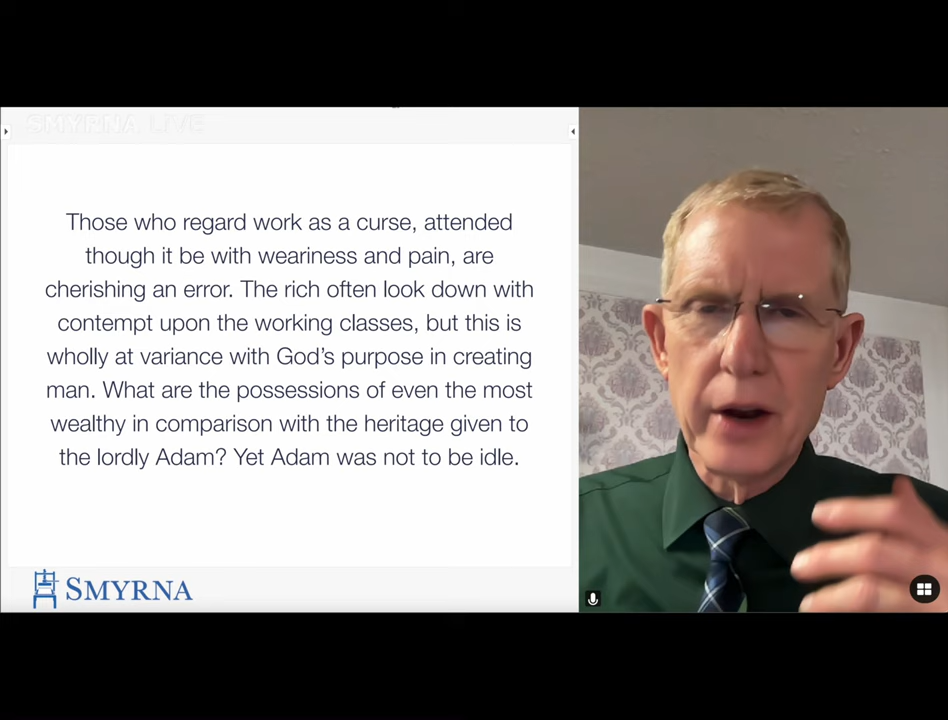 SMYRNA LIVE
Those who regard work as a curse, attended
though it be with weariness and pain, are
cherishing an error. The rich often look down with
contempt upon the working classes, but this is
wholly at variance with God’s purpose in creating
man. What are the possessions of even the most
wealthy in comparison with the heritage given to
the lordly Adam? Yet Adam was not to be idle.
SMYRNA